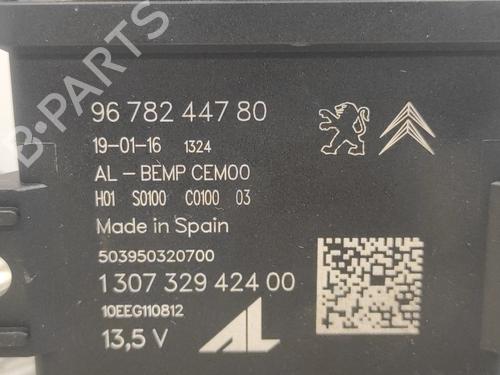 96 782 447 80
19-01-16 1324
AL-BEMP CEM00
H01 S0100 C0100 03
Made in Spain
503950320700
1 307 329 424 00
10EEG110812
13,5 V
AL
B-PARTS